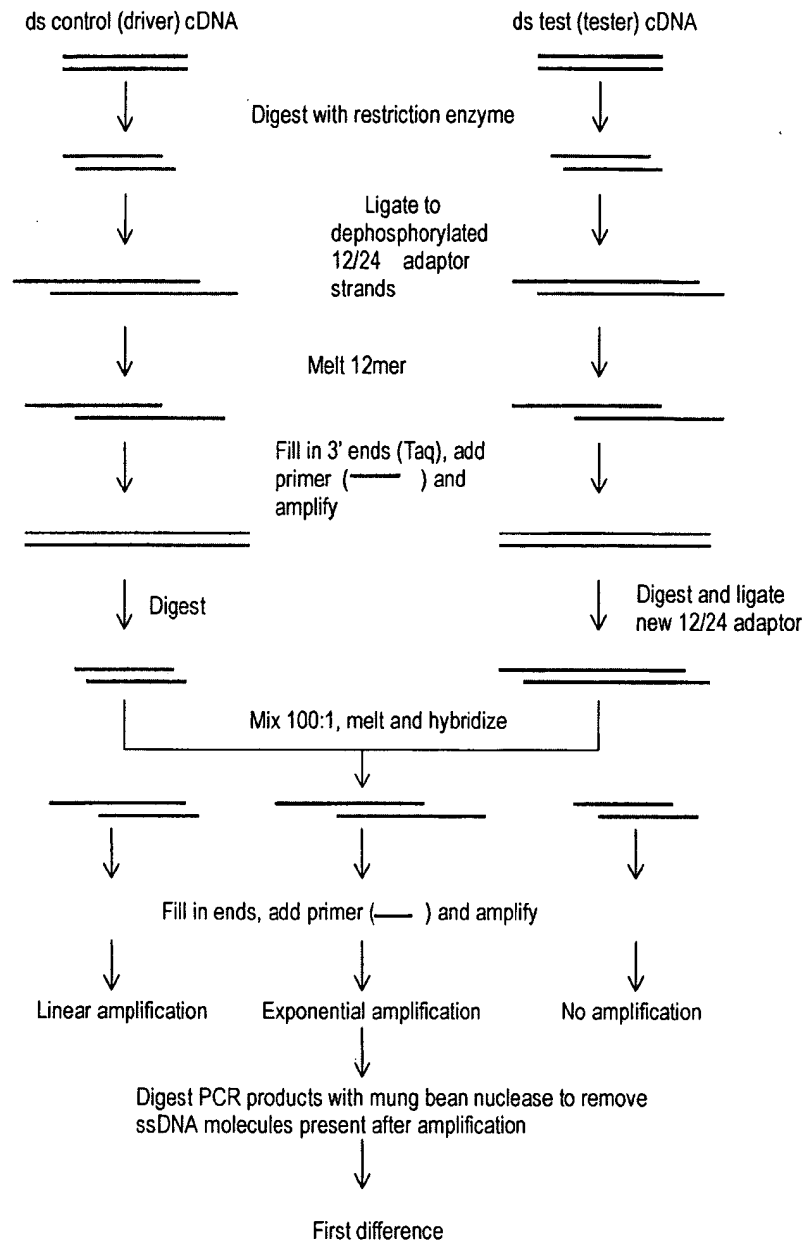 ds control (driver) cDNA
ds test (tester) cDNA
Digest with restriction enzyme
Ligate to
dephosphorylated
12/24 adaptor
strands
Melt 12mer
Fill in 3' ends (Taq), add
primer ( ) and
amplify
Digest
Digest and ligate
new 12/24 adaptor
Mix 100:1, melt and hybridize
Fill in ends, add primer ( ) and amplify
Linear amplification
Exponential amplification
No amplification
Digest PCR products with mung bean nuclease to remove
ssDNA molecules present after amplification
First difference